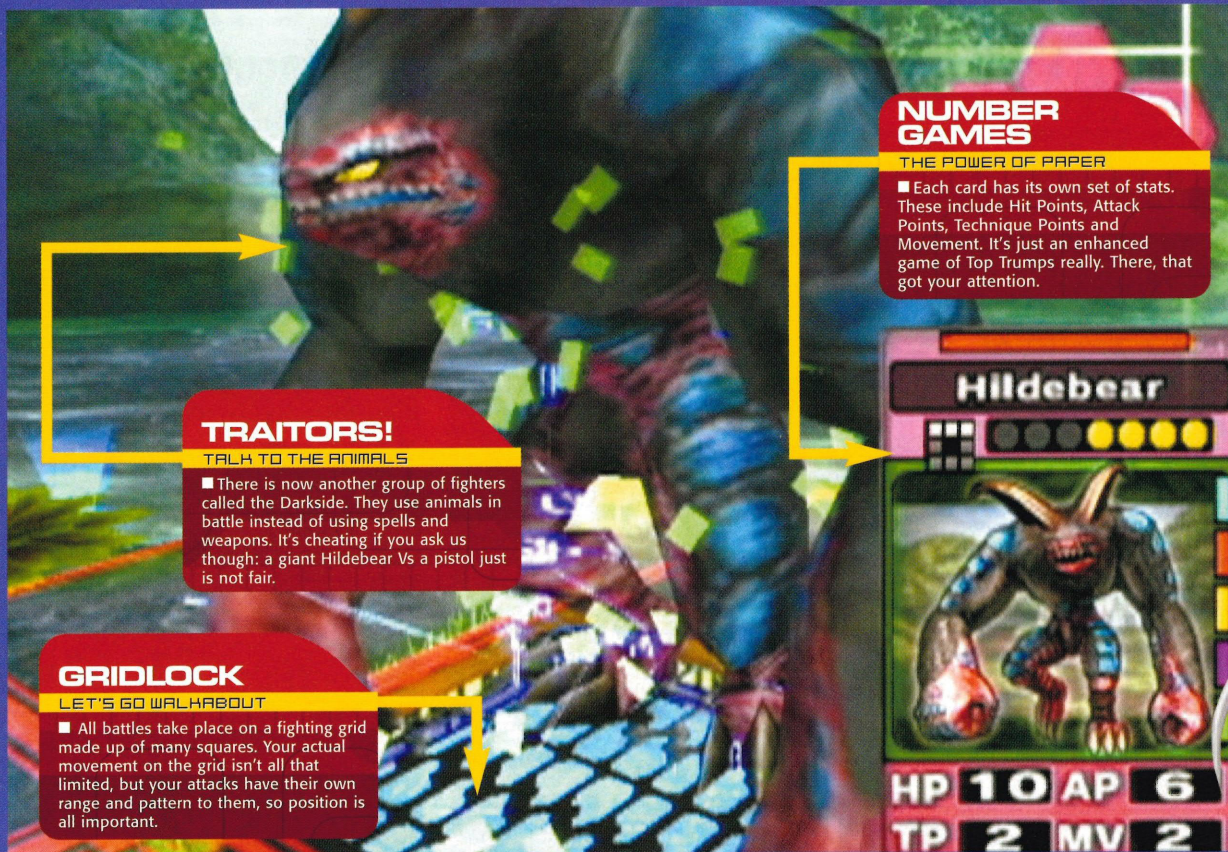 NUMBER
GAMES
THE POWER OF PAPER
■ Each card has its own set of stats.
These include Hit Points, Attack
Points, Technique Points and
Movement. It's just an enhanced
game of Top Trumps really. There, that
got your attention.
TRAITORS!
TALK TO THE ANIMALS
■ There is now another group of fighters
called the Darkside. They use animals in
battle instead of using spells and
weapons. It's cheating if you ask us
though: a giant Hildebear Vs a pistol just
is not fair.
GRIDLOCK
LET'S GO WALKABOUT
■ All battles take place on a fighting grid
made up of many squares. Your actual
movement on the grid isn't all that
limited, but your attacks have their own
range and pattern to them, so position is
all important.
Hildebear
HP 10 AP 6
TP 2 MV 2